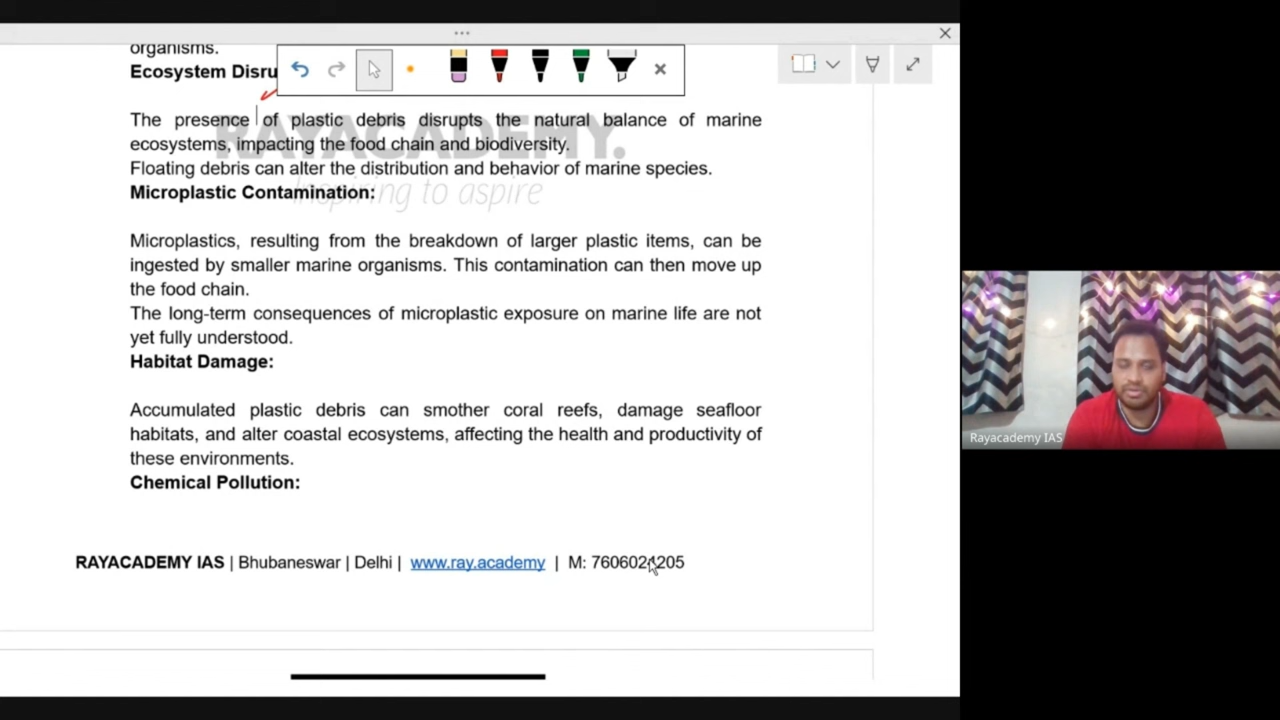 organisms.
Ecosystem Disru
The presence of plastic debris disrupts the natural balance of marine
ecosystems, impacting the food chain and biodiversity.
RAYACADEMY.
Floating debris can alter the distribution and behavior of marine species.
Microplastic Contamination:
Inspiring to aspire
Microplastics, resulting from the breakdown of larger plastic items, can be
ingested by smaller marine organisms. This contamination can then move up
the food chain.
The long-term consequences of microplastic exposure on marine life are not
yet fully understood.
Habitat Damage:
Accumulated plastic debris can smother coral reefs, damage seafloor
habitats, and alter coastal ecosystems, affecting the health and productivity of
these environments.
Chemical Pollution:
RAYACADEMY IAS | Bhubaneswar | Delhi | www.ray.academy | M: 7606024205
Rayacademy IAS